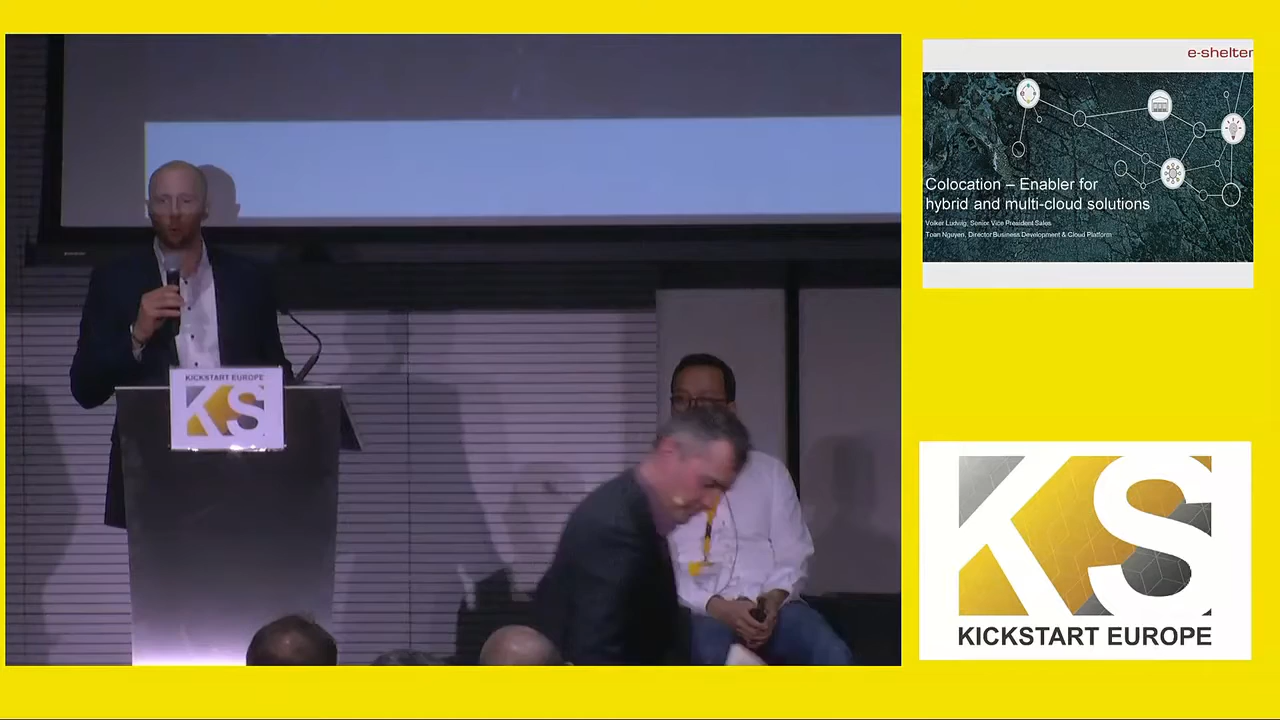 e-shelter
Colocation – Enabler for
hybrid and multi-cloud solutions
Volker Ludwig, Senior Vice President Sales
Toan Nguyen, Director Business Development & Cloud Platform
KICKSTART EUROPE
KS
KS
KICKSTART EUROPE